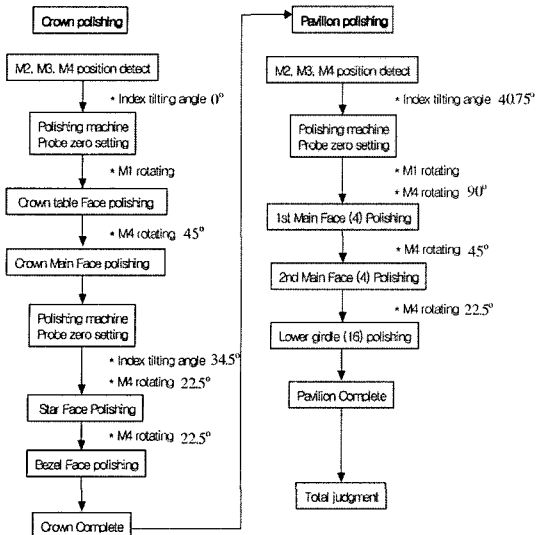 Crown polishing
M2, M3, M4 position detect
* Index tilting angle 0°
Polishing machine
Probe zero setting
* M1 rotating
Crown table Face polishing
* M4 rotating 45°
Crown Main Face polishing
Polishing machine
Probe zero setting
* Index tilting angle 34.5°
* M4 rotating 22.5°
Star Face Polishing
* M4 rotating 22.5°
Bezel Face polishing
Crown Complete
Pavilion polishing
M2, M3, M4 position detect
* Index tilting angle 40.75°
Polishing machine
Probe zero setting
* M1 rotating
* M4 rotating 90°
1st Main Face (4) Polishing
* M4 rotating 45°
2nd Main Face (4) Polishing
* M4 rotating 22.5°
Lower girdle (16) polishing
Pavilion Complete
Total judgment